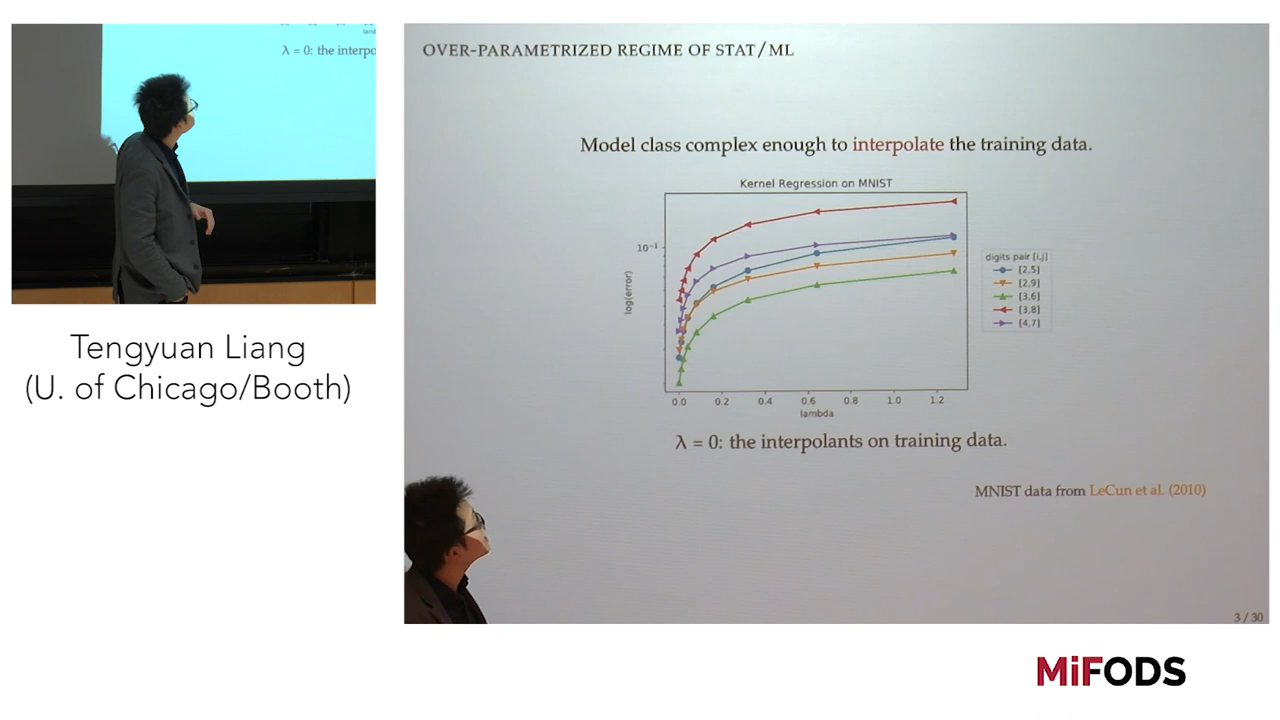 lamb
λ = 0: the interpo
Tengyuan Liang
(U. of Chicago/Booth)
OVER-PARAMETRIZED REGIME OF STAT/ML
Model class complex enough to interpolate the training data.
Kernel Regression on MNIST
10⁻¹
log(error)
0.0 0.2 0.4 0.6 0.8 1.0 1.2
lambda
digits pair [i,j]
[2,5]
[2,9]
[3,6]
[3,8]
[4,7]
λ = 0: the interpolants on training data.
MNIST data from LeCun et al. (2010)
3 / 30
MiFODS